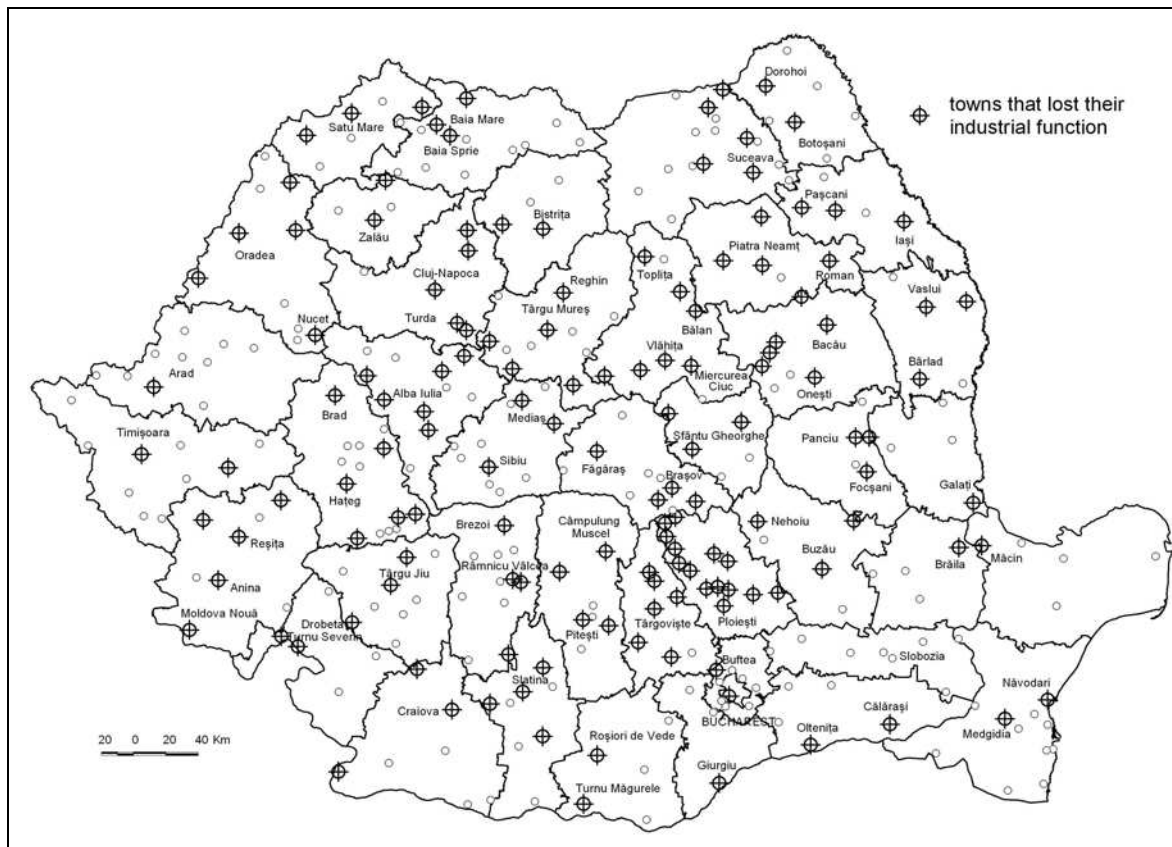 Dorohoi
towns that lost their
industrial function
Satu Mare
Baia Mare
Baia Sprie
Botoșani
Suceava
Pașcani
Iași
Zalău
Bistrița
Oradea
Piatra Neamț
Roman
Toplița
Cluj-Napoca
Reghin
Târgu Mureș
Vaslui
Nucet
Turda
Bălan
Bacău
Vlăhița
Miercurea
Ciuc
Bârlad
Arad
Alba Iulia
Onești
Brad
Mediaș
Timișoara
Sfântu Gheorghe
Panciu
Sibiu
Făgăraș
Focșani
Brașov
Hațeg
Galați
Brezoi
Câmpulung
Muscel
Nehoiu
Reșița
Buzău
Brăila
Măcin
Râmnicu Vâlcea
Târgu Jiu
Anina
Moldova Nouă
Drobeta
Turnu Severin
Pitești
Târgoviște
Ploiești
Buftea
Slobozia
Slatina
Năvodari
Craiova
BUCHAREST
Călărași
Medgidia
Oltenița
20 0 20 40 Km
Roșiori de Vede
Giurgiu
Turnu Măgurele